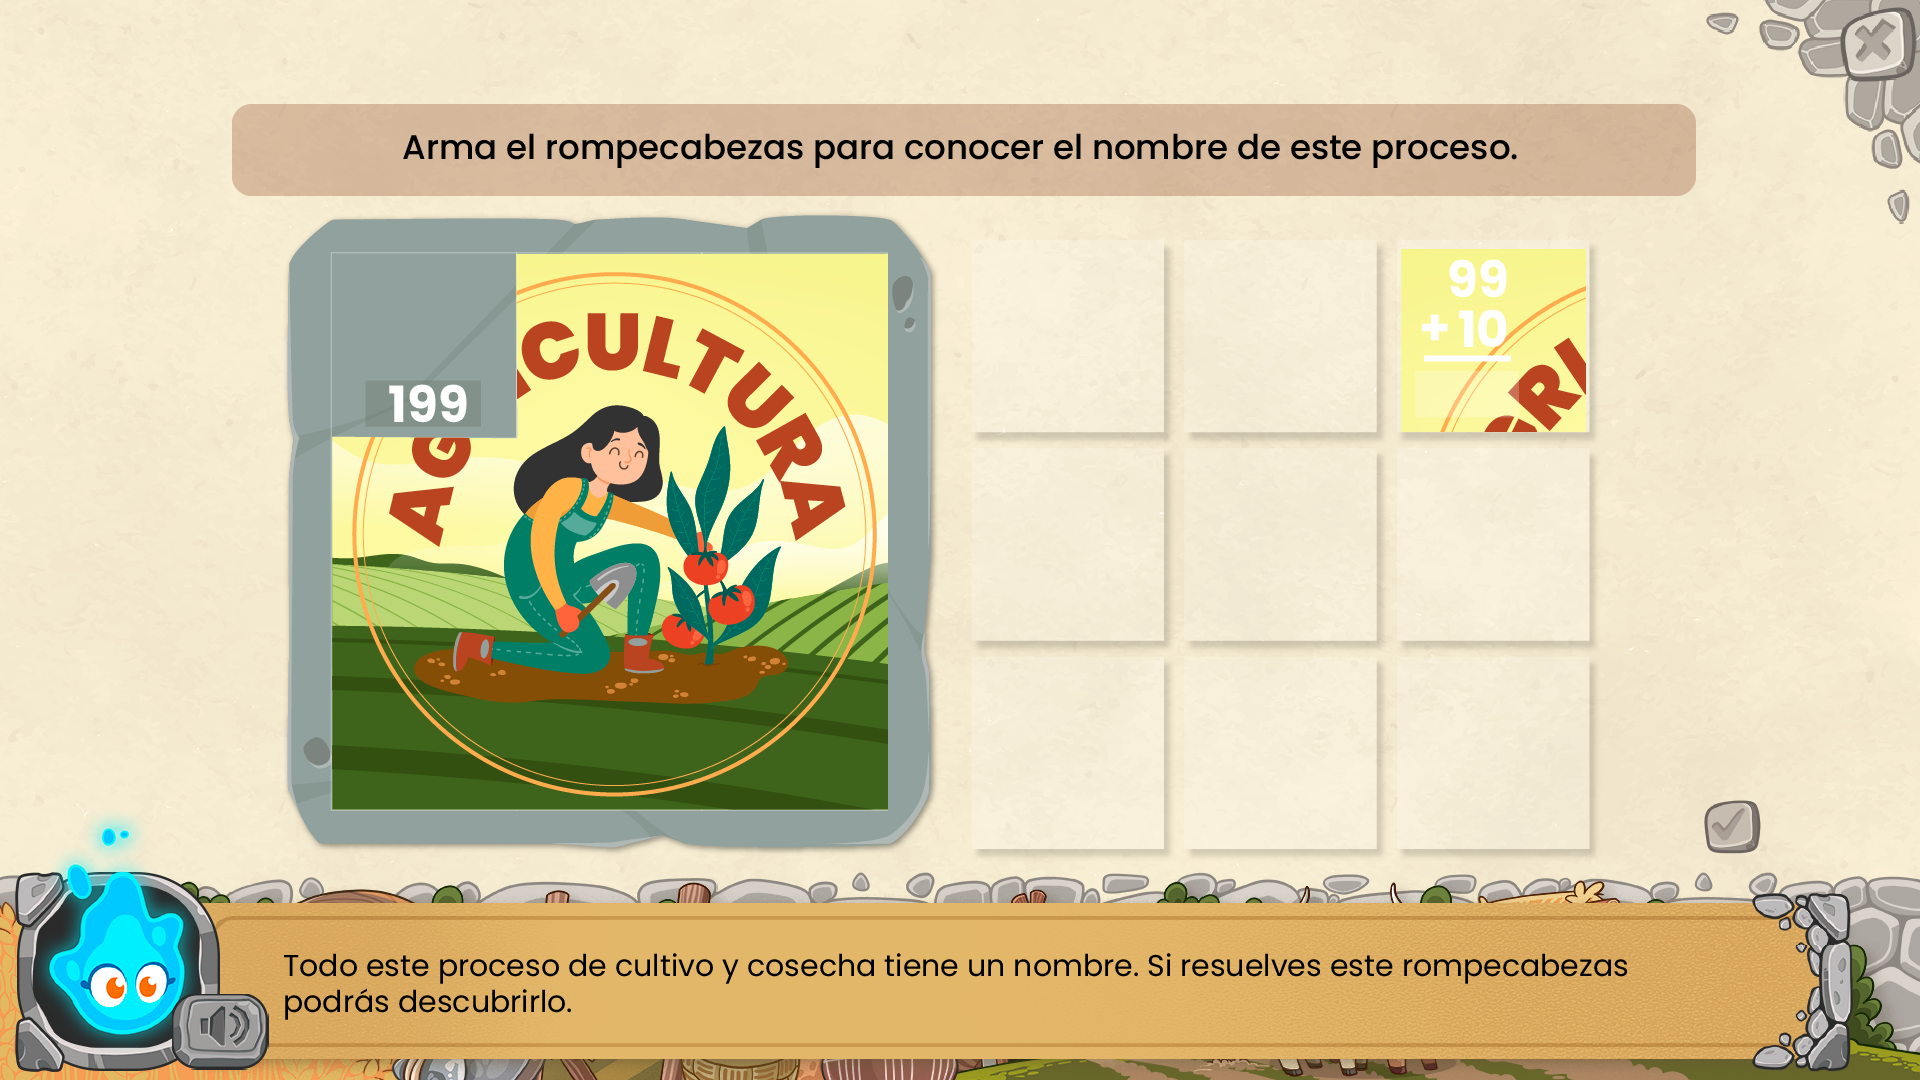 Arma el rompecabezas para conocer el nombre de este proceso.
199
AG ICULTURA
99
+ 10
GRI
Todo este proceso de cultivo y cosecha tiene un nombre. Si resuelves este rompecabezas
podrás descubrirlo.